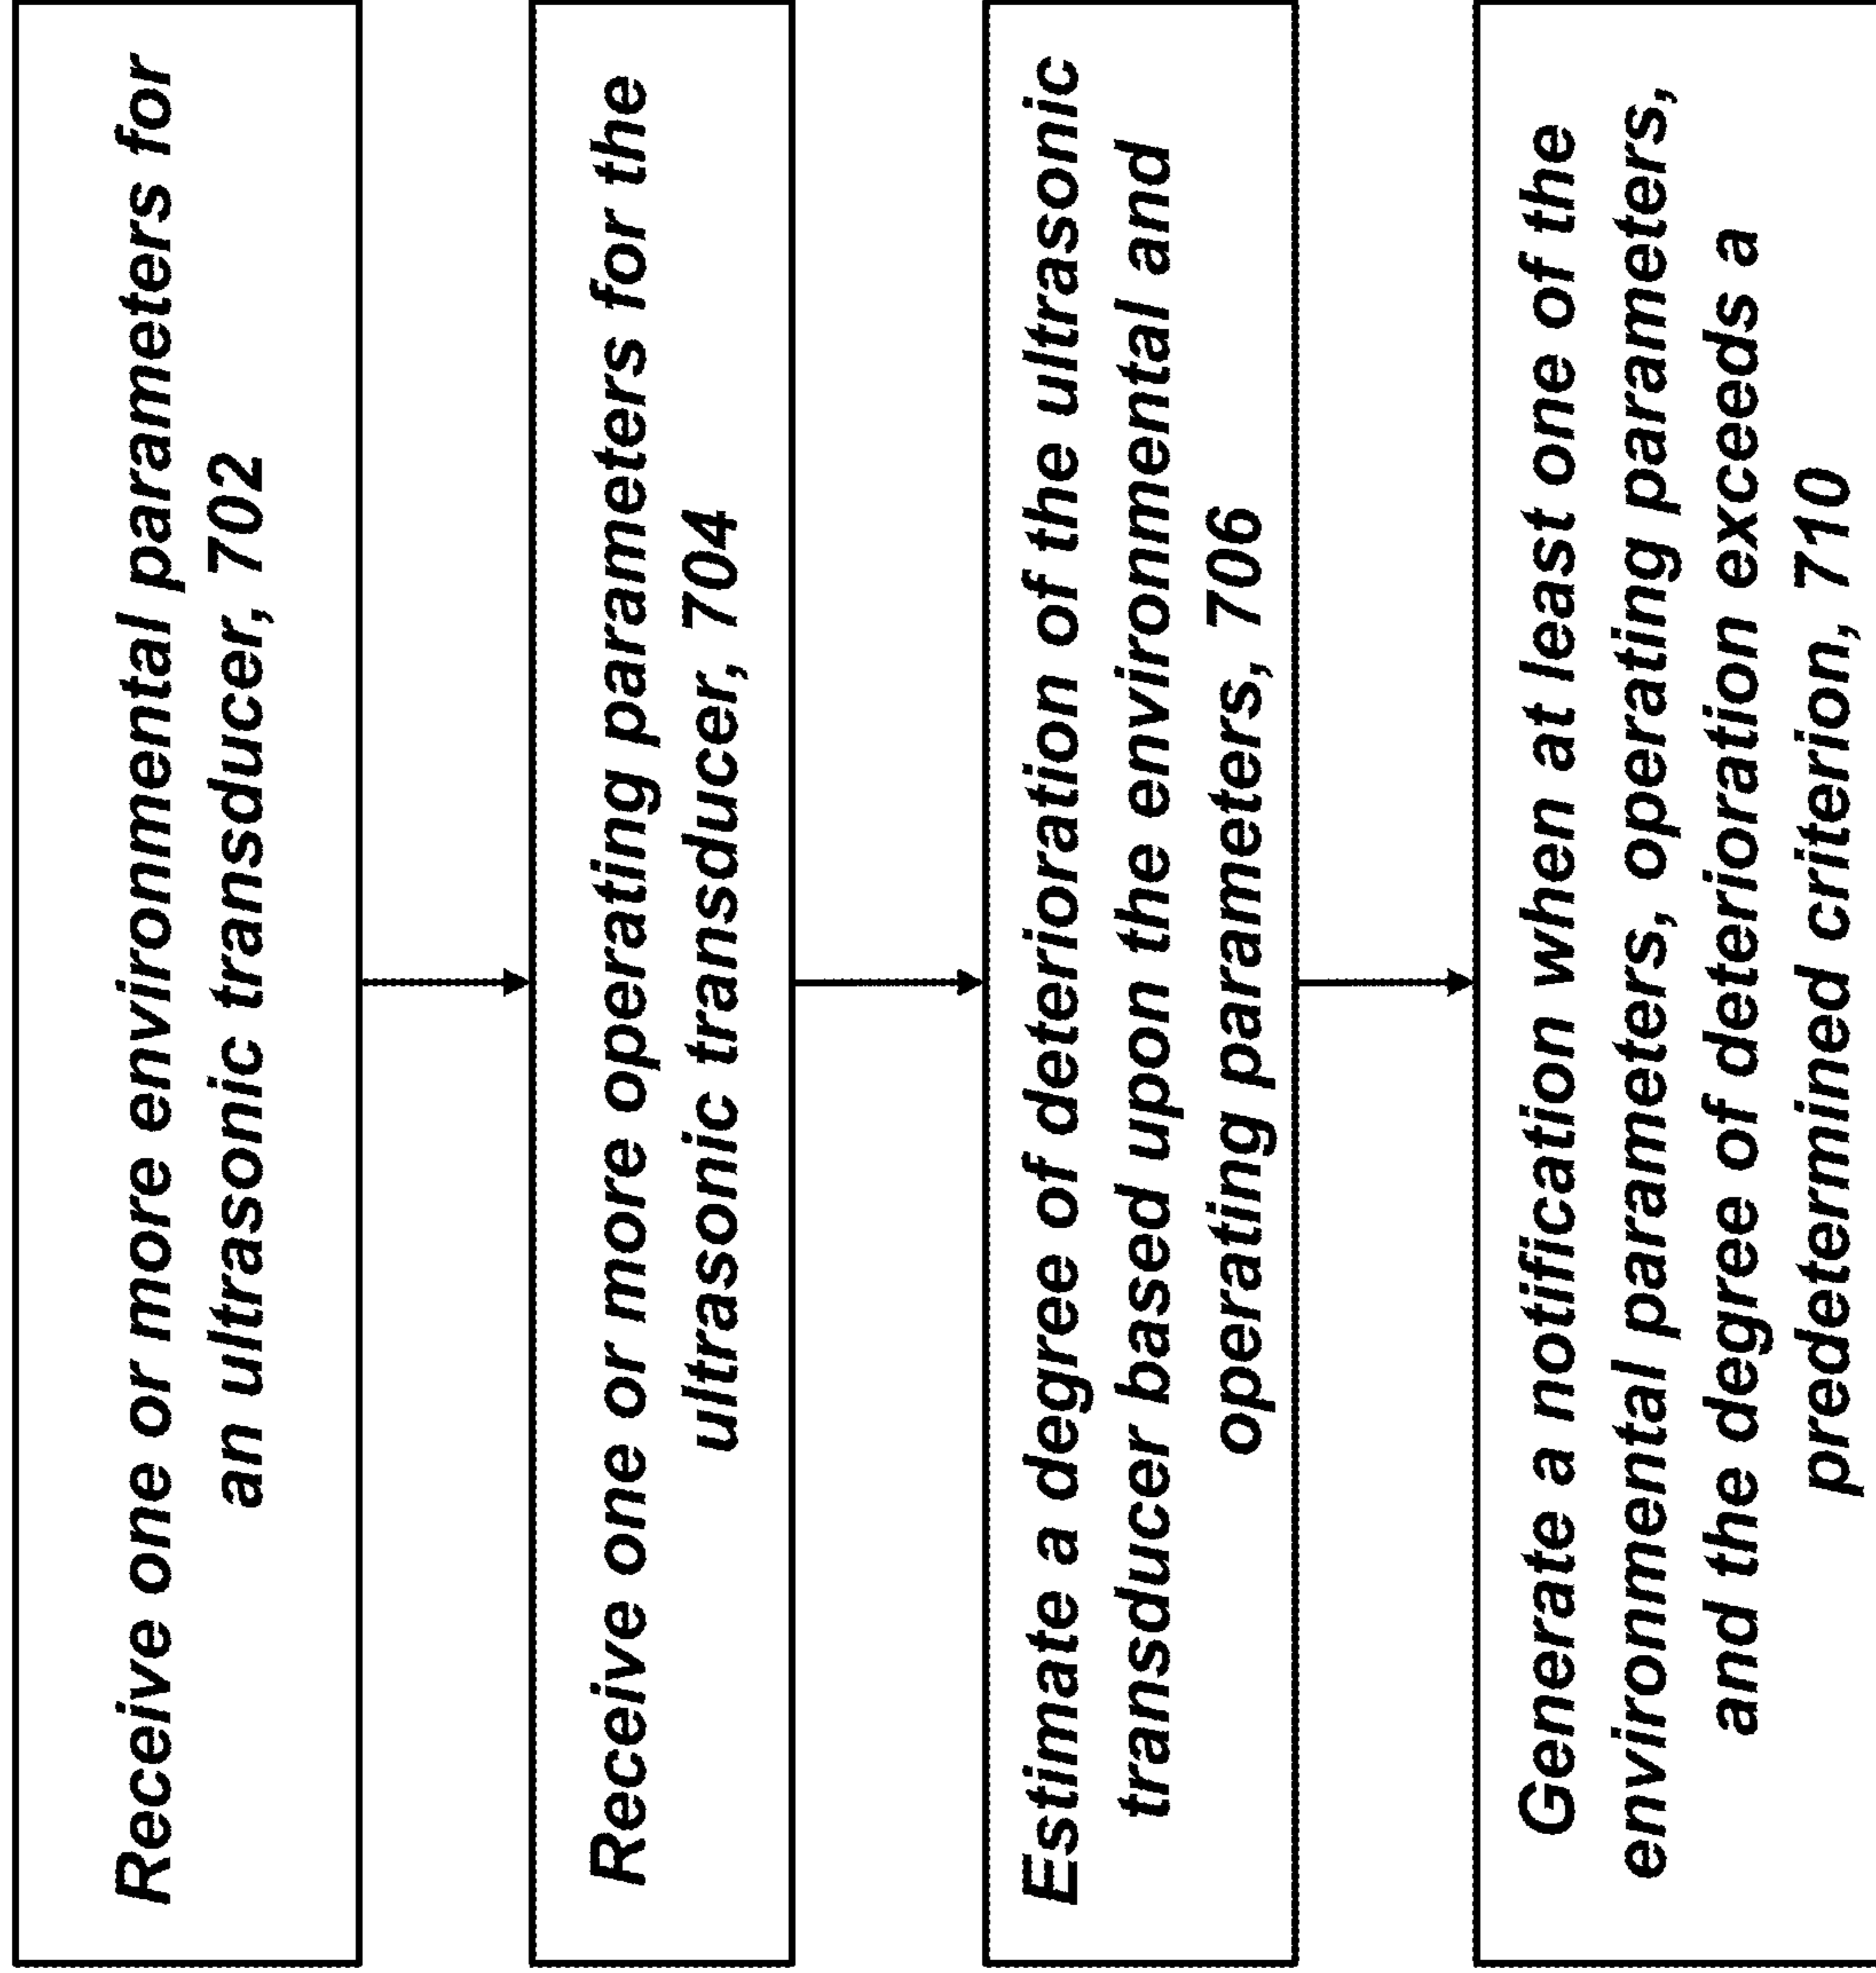 Receive one or more environmental parameters for
an ultrasonic transducer, 702
Receive one or more operating parameters for the
ultrasonic transducer, 704
Estimate a degree of deterioration of the ultrasonic
transducer based upon the environmental and
operating parameters, 706
Generate a notification when at least one of the
environmental parameters, operating parameters,
and the degree of deterioration exceeds a
predetermined criterion, 710